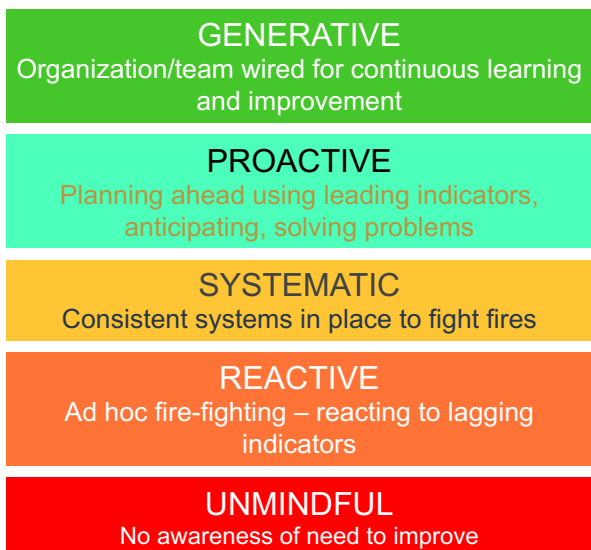 GENERATIVE
Organization/team wired for continuous learning
and improvement
PROACTIVE
Planning ahead using leading indicators,
anticipating, solving problems
SYSTEMATIC
Consistent systems in place to fight fires
REACTIVE
Ad hoc fire-fighting – reacting to lagging
indicators
UNMINDFUL
No awareness of need to improve